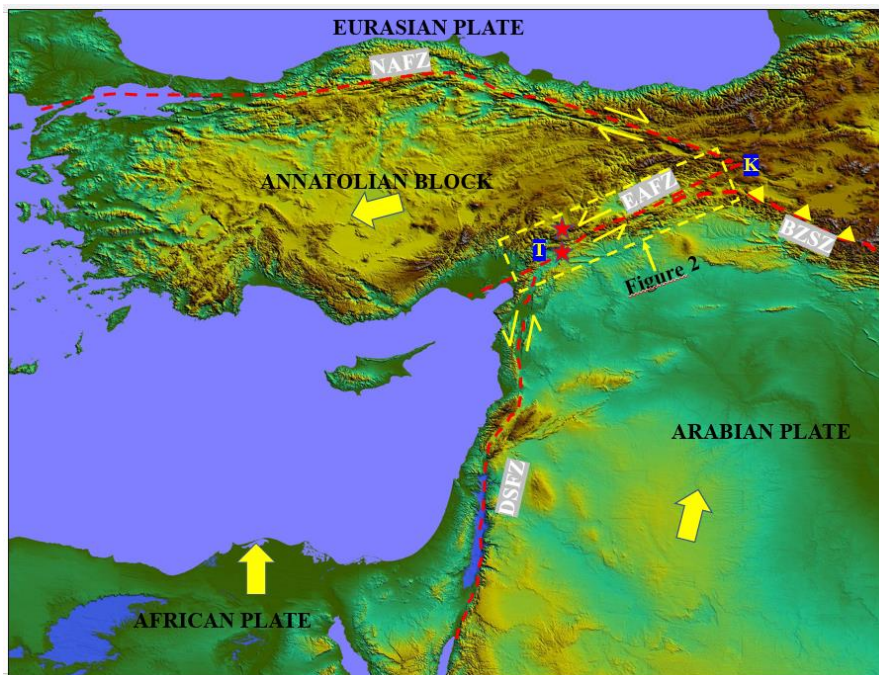 EURASIAN PLATE
NAFZ
K
ANNATOLIAN BLOCK
EAFZ
BZSZ
T
Figure 2
ARABIAN PLATE
DSFZ
AFRICAN PLATE